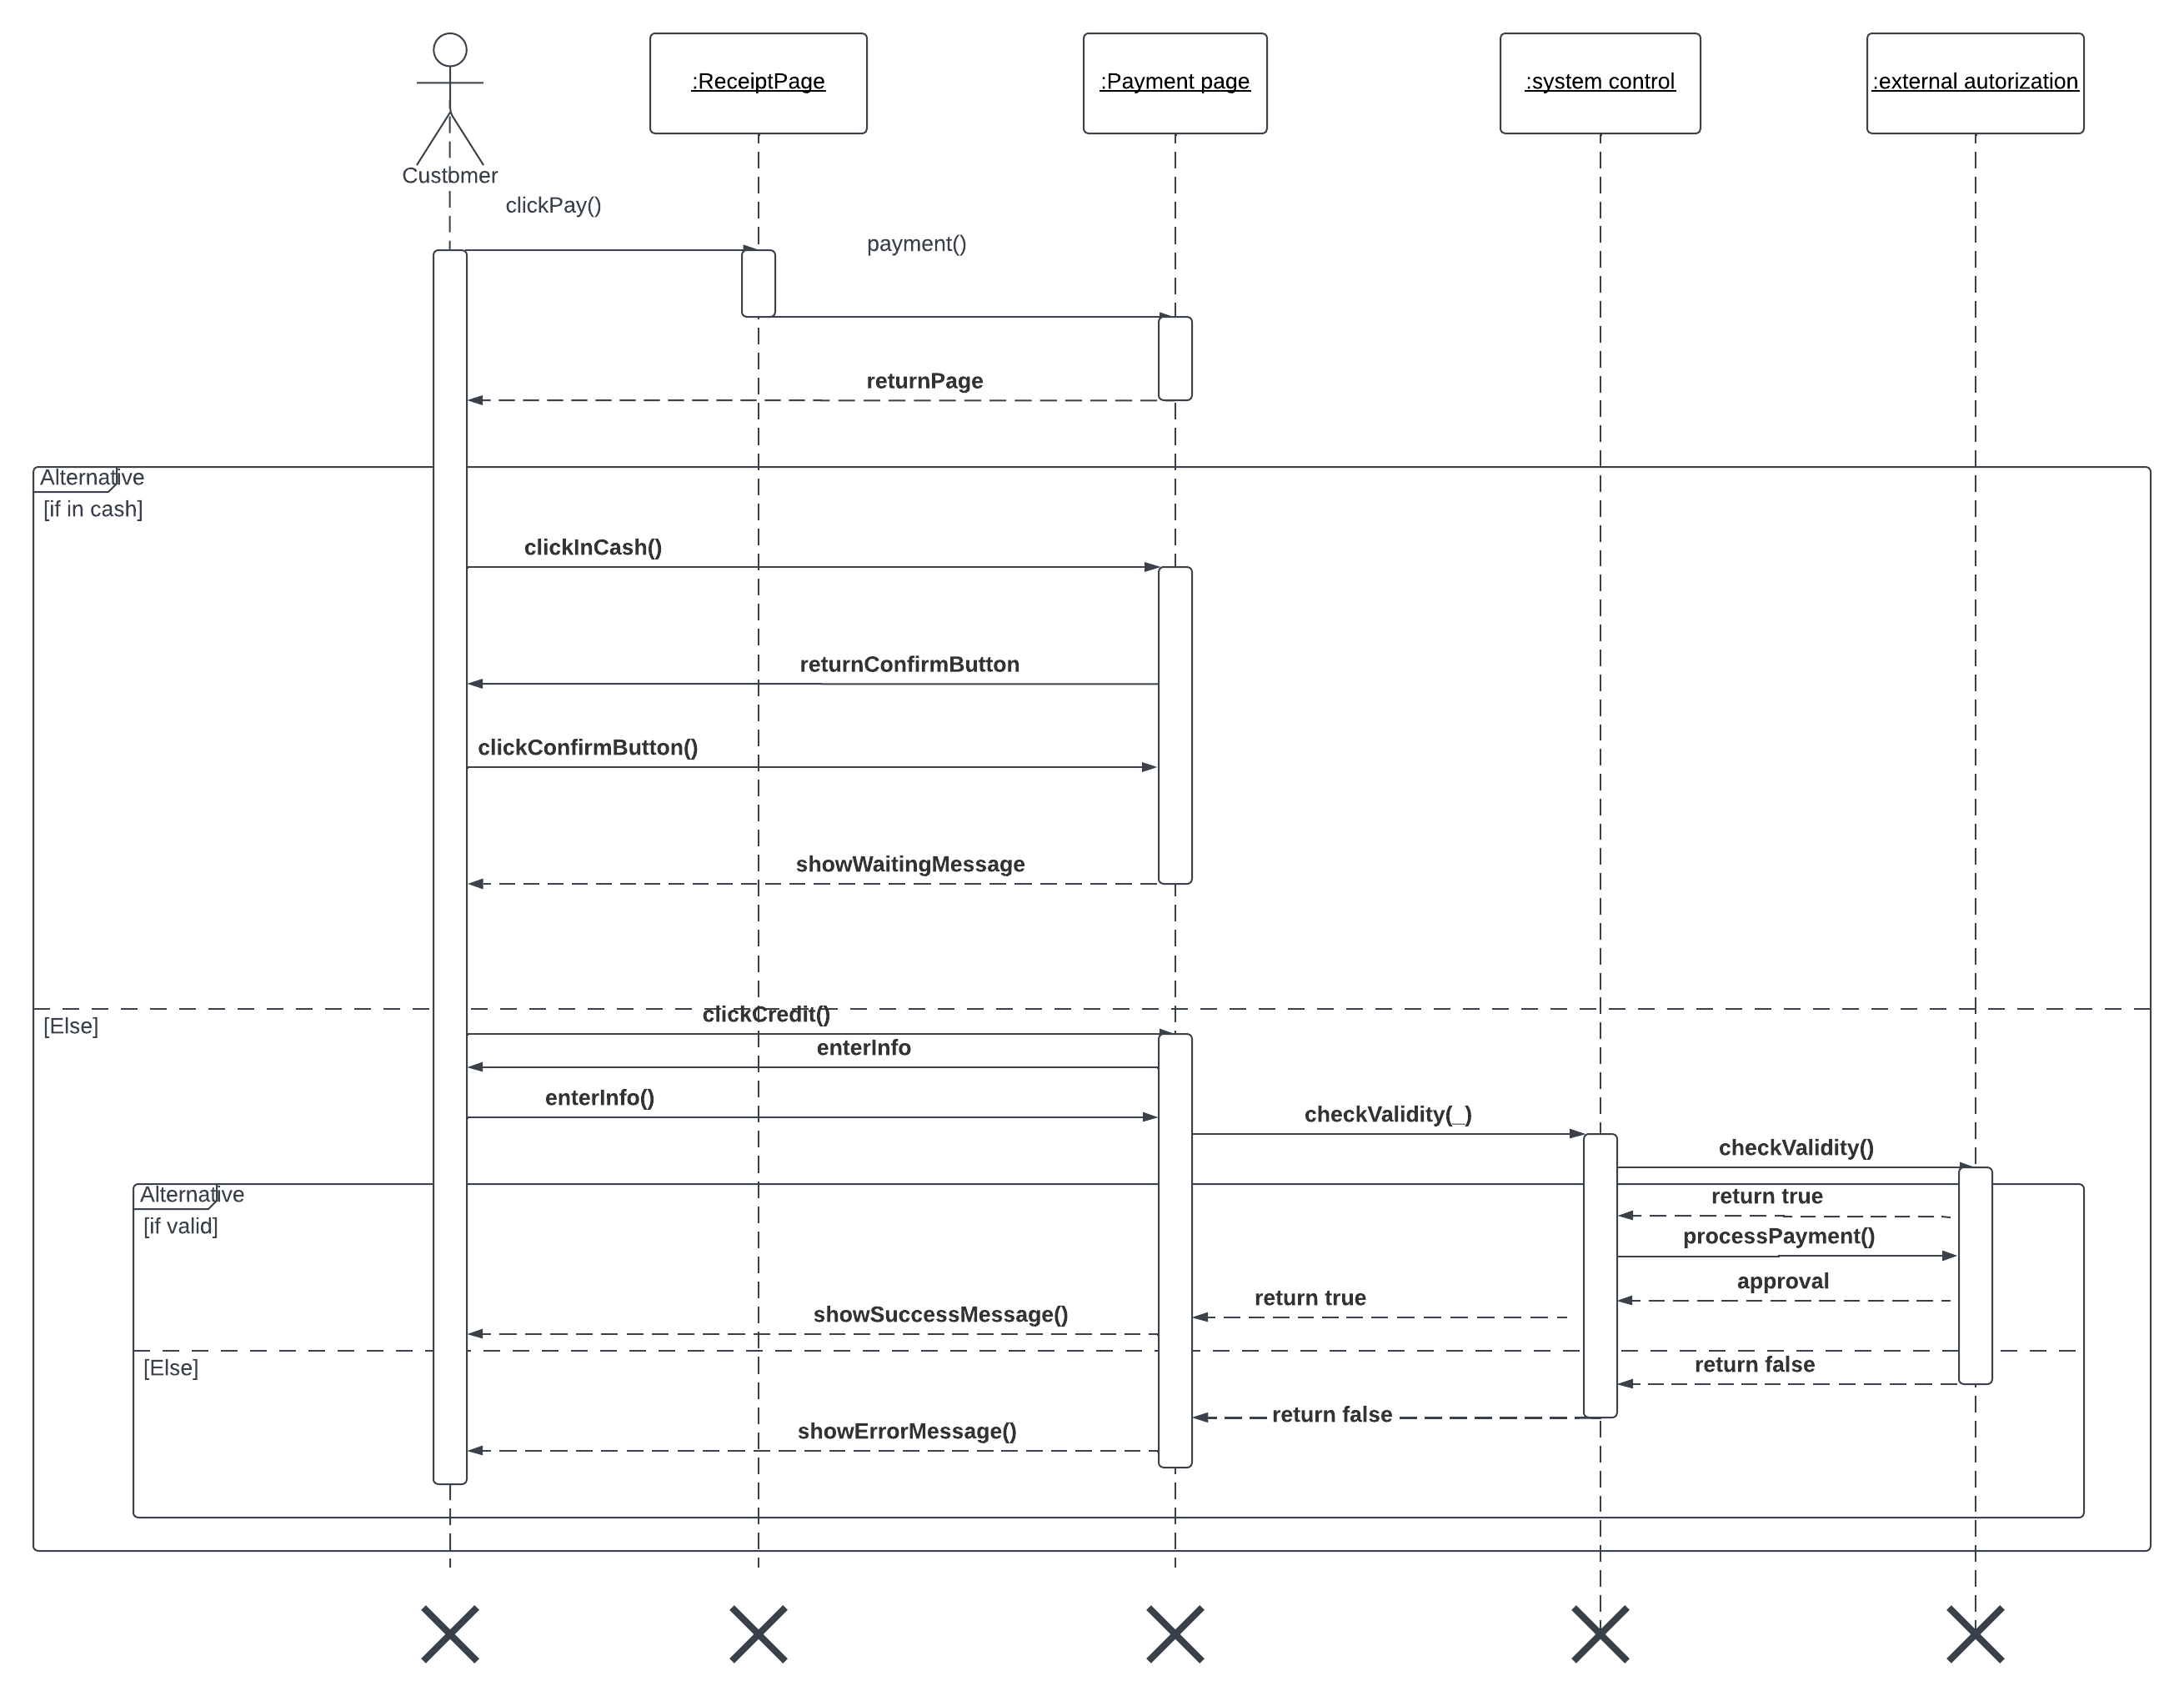 :ReceiptPage
:Payment page
:system control
:external autorization
Customer
clickPay()
payment()
returnPage
Alternative
[if in cash]
clickInCash()
returnConfirmButton
clickConfirmButton()
showWaitingMessage
[Else]
clickCredit()
enterInfo
enterInfo()
checkValidity(_)
checkValidity()
Alternative
return true
[if valid]
processPayment()
approval
return true
showSuccessMessage()
[Else]
return false
return false
showErrorMessage()